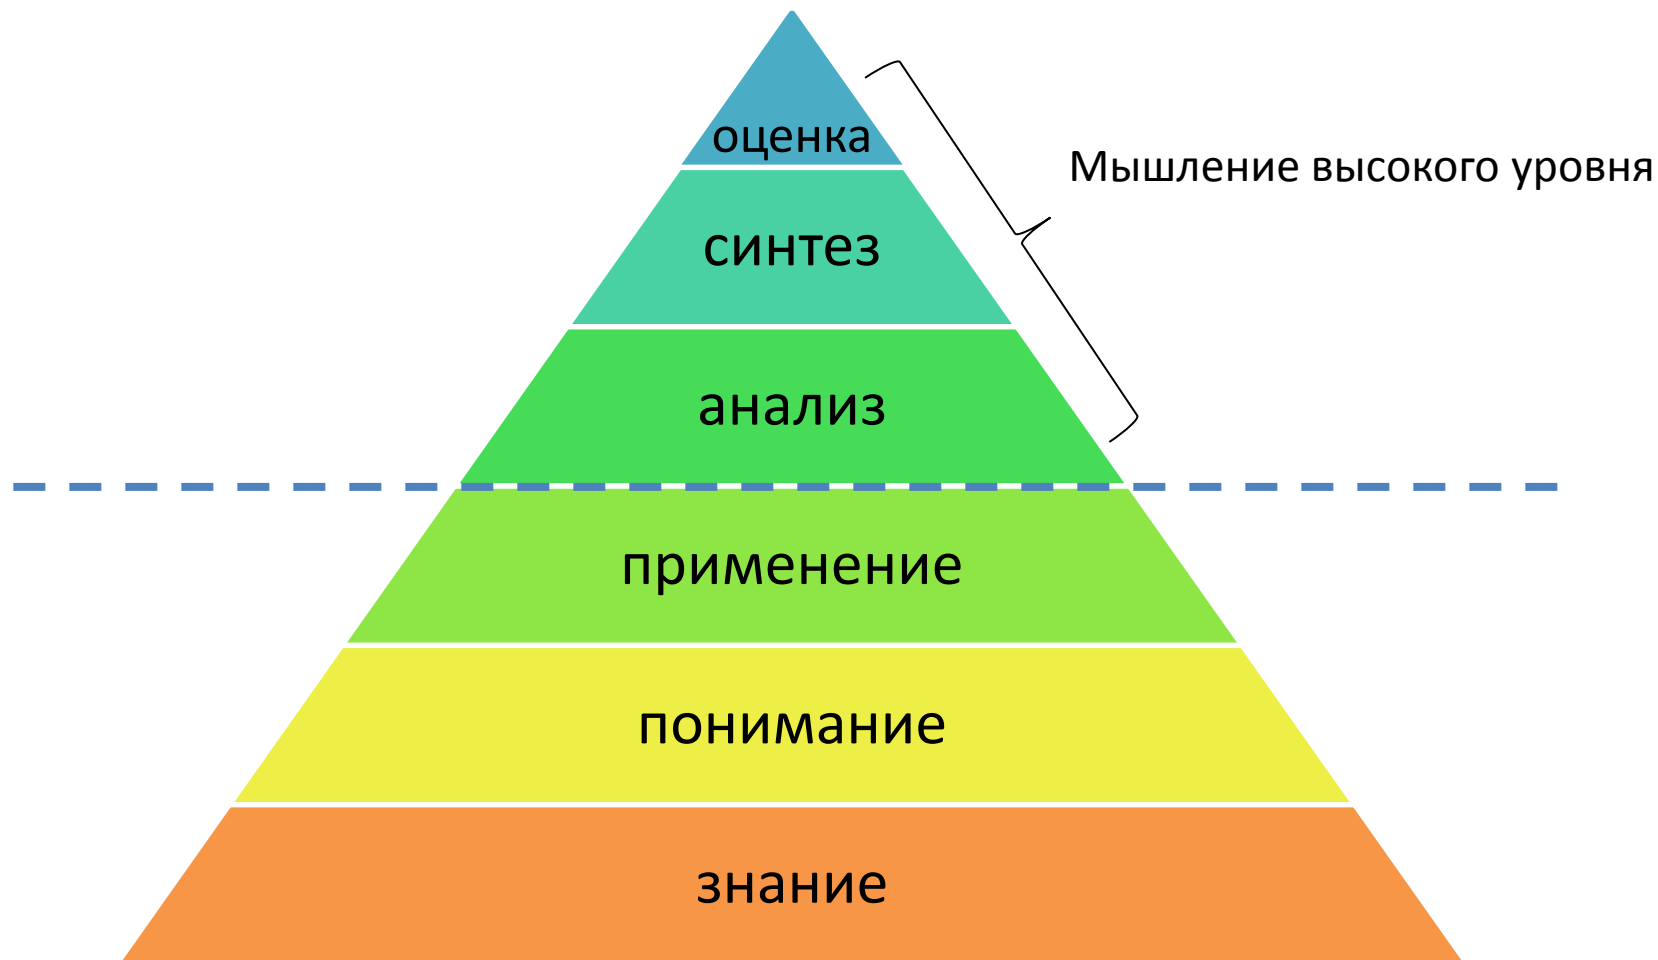 оценка
Мышление высокого уровня
синтез
анализ
применение
понимание
знание